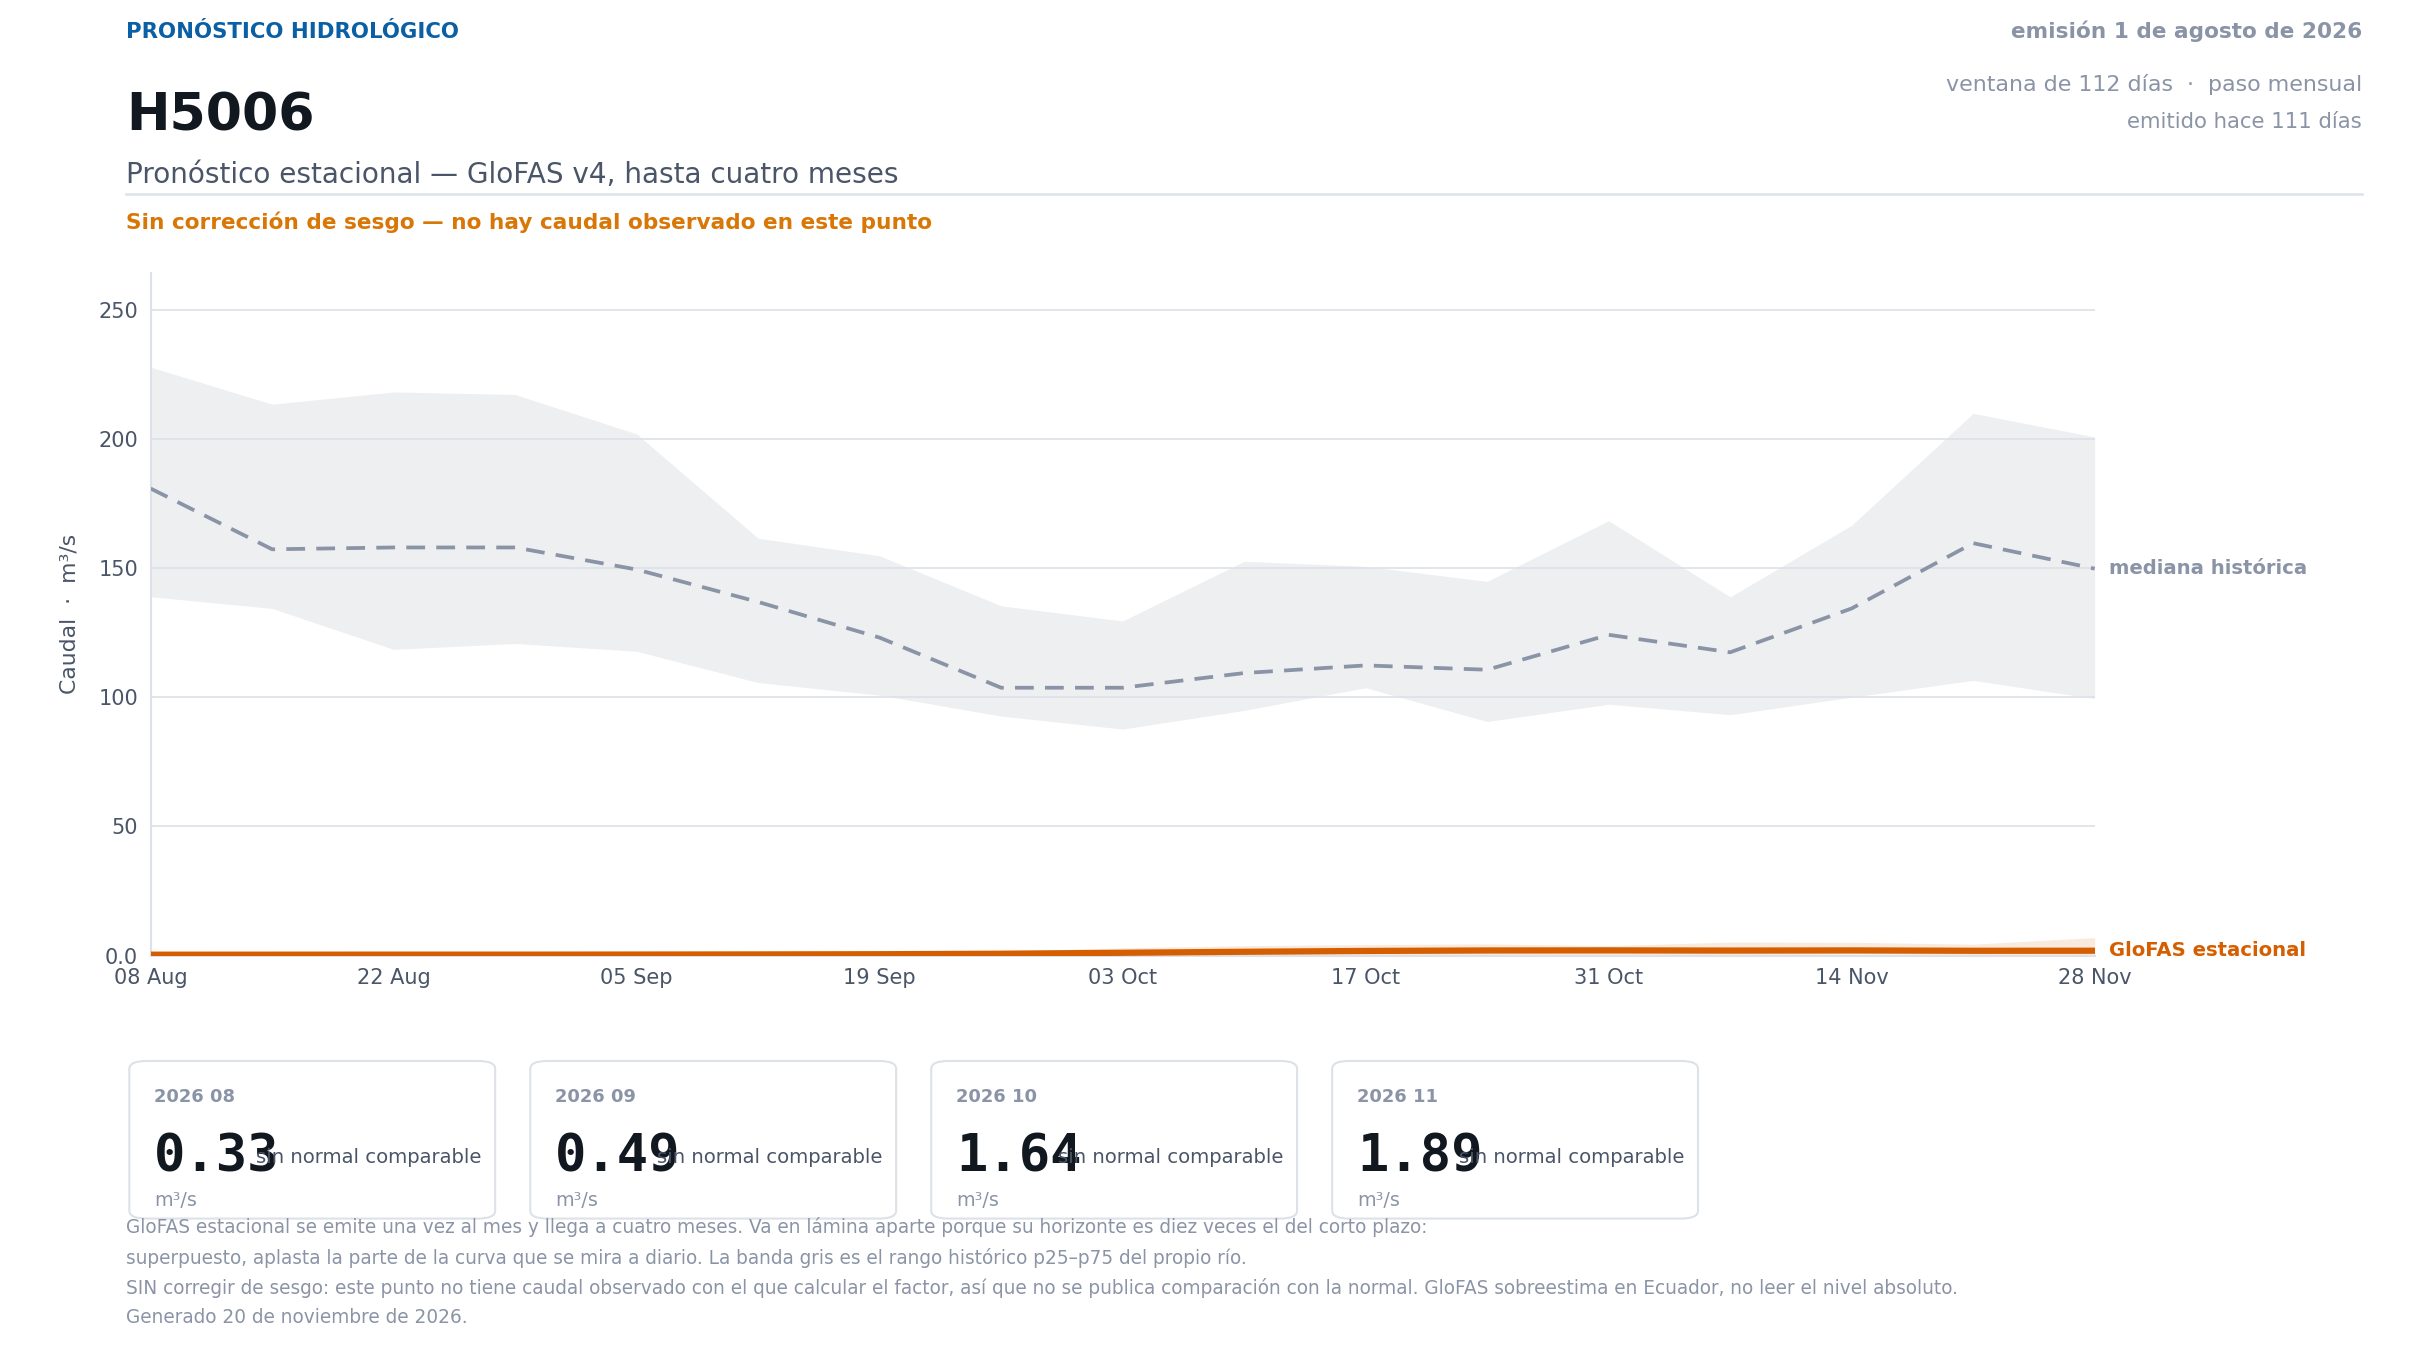 PRONÓSTICO HIDROLÓGICO
emisión 1 de agosto de 2026
ventana de 112 días · paso mensual
H5006
emitido hace 111 días
Pronóstico estacional — GloFAS v4, hasta cuatro meses
Sin corrección de sesgo — no hay caudal observado en este punto
Caudal · m³/s
250
200
150
100
50
0.0
mediana histórica
GloFAS estacional
08 Aug
22 Aug
05 Sep
19 Sep
03 Oct
17 Oct
31 Oct
14 Nov
28 Nov
2026 08
0.33
sin normal comparable
m³/s
2026 09
0.49
sin normal comparable
m³/s
2026 10
1.64
sin normal comparable
m³/s
2026 11
1.89
sin normal comparable
m³/s
GloFAS estacional se emite una vez al mes y llega a cuatro meses. Va en lámina aparte porque su horizonte es diez veces el del corto plazo:
superpuesto, aplasta la parte de la curva que se mira a diario. La banda gris es el rango histórico p25–p75 del propio río.
SIN corregir de sesgo: este punto no tiene caudal observado con el que calcular el factor, así que no se publica comparación con la normal. GloFAS sobreestima en Ecuador, no leer el nivel absoluto.
Generado 20 de noviembre de 2026.